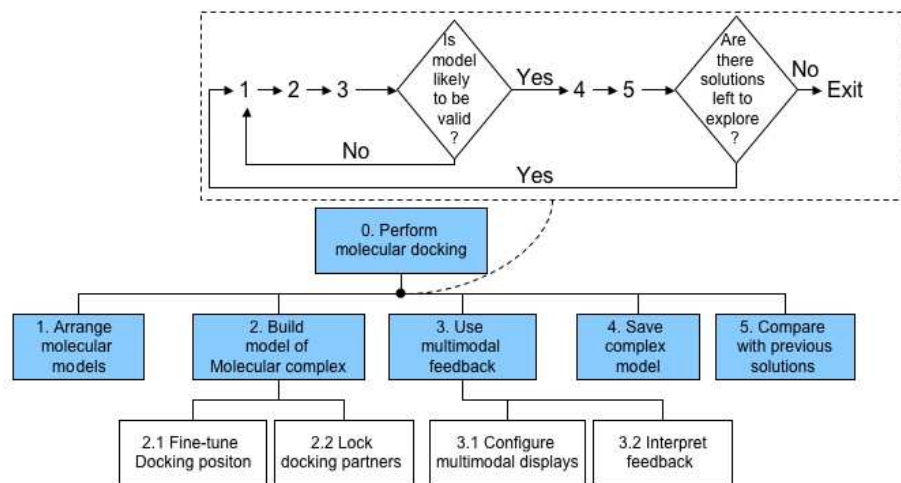 Is
model
likely
to be
valid
?
Are
there
solutions
left to
explore
?
1 2 3 Yes 4 5 No Exit
No
Yes
0. Perform
molecular docking
1. Arrange
molecular
models
2. Build
model of
Molecular complex
3. Use
multimodal
feedback
4. Save
complex
model
5. Compare
with previous
solutions
2.1 Fine-tune
Docking positon
2.2 Lock
docking partners
3.1 Configure
multimodal displays
3.2 Interpret
feedback